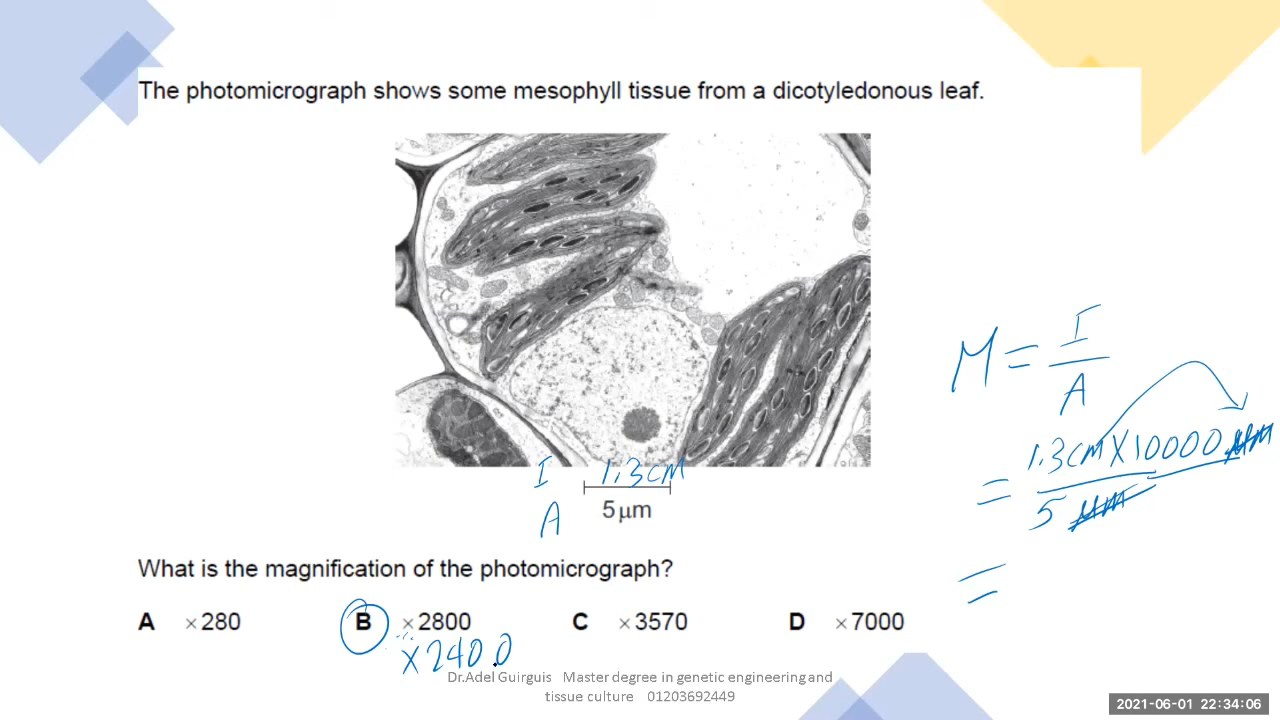 The photomicrograph shows some mesophyll tissue from a dicotyledonous leaf.
I 1.3cm
A 5 µm
M = I
A
= 1.3cm X 10000 µm
5 µm
=
What is the magnification of the photomicrograph?
A ×280 B ×2800 C ×3570 D ×7000
X 2400
Dr.Adel Guirguis Master degree in genetic engineering and
tissue culture 01203692449
2021-06-01 22:34:06